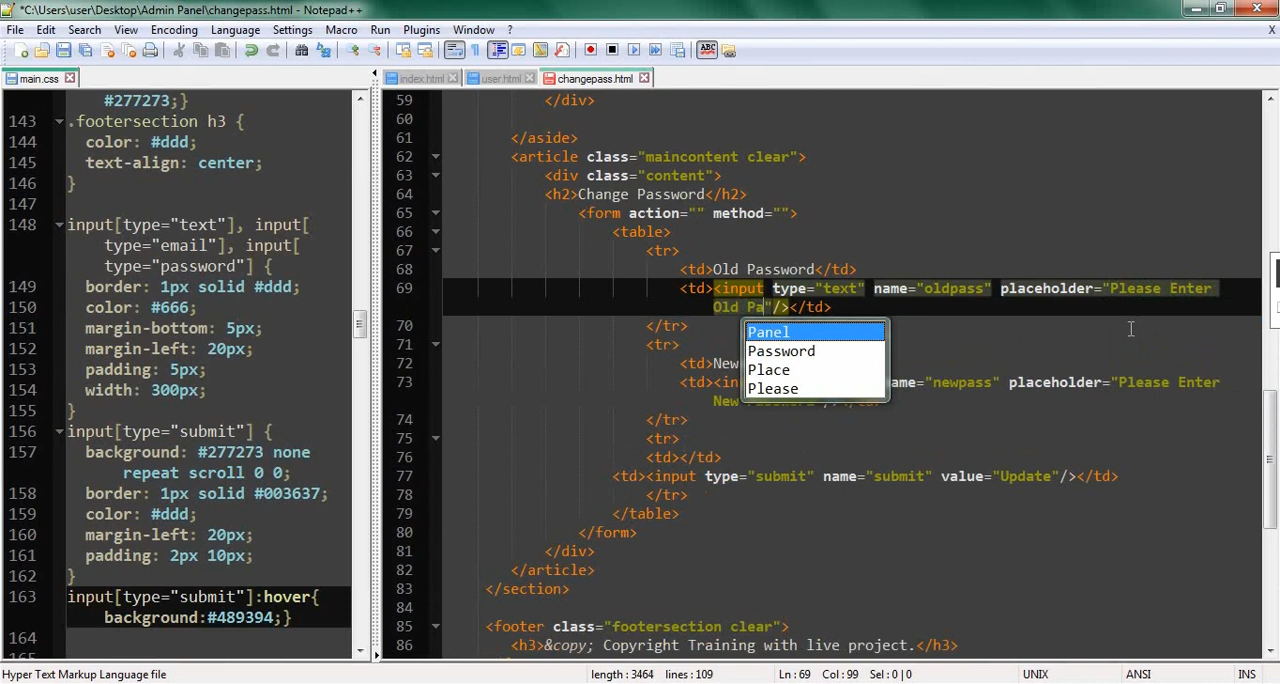 *C:\Users\user\Desktop\Admin Panel\changepass.html - Notepad++
File Edit Search View Encoding Language Settings Macro Run Plugins Window ? X
main.css
index.html user.html changepass.html
#277273;}
143 .footersection h3 {
144 color: #ddd;
145 text-align: center;
146 }
147
148 input[type="text"], input[
type="email"], input[
type="password"] {
149 border: 1px solid #ddd;
150 color: #666;
151 margin-bottom: 5px;
152 margin-left: 20px;
153 padding: 5px;
154 width: 300px;
155 }
156 input[type="submit"] {
157 background: #277273 none
repeat scroll 0 0;
158 border: 1px solid #003637;
159 color: #ddd;
160 margin-left: 20px;
161 padding: 2px 10px;
162 }
163 input[type="submit"]:hover{
background:#489394;}
164
59 </div>
60
61 </aside>
62 <article class="maincontent clear">
63 <div class="content">
64 <h2>Change Password</h2>
65 <form action="" method="">
66 <table>
67 <tr>
68 <td>Old Password</td>
69 <td><input type="text" name="oldpass" placeholder="Please Enter
Old Pa"/></td>
70 </tr>
71 <tr>
72 <td>New
73 <td><in ame="newpass" placeholder="Please Enter
New
74 </tr>
75 <tr>
76 <td></td>
77 <td><input type="submit" name="submit" value="Update"/></td>
78 </tr>
79 </table>
80 </form>
81 </div>
82 </article>
83 </section>
84
85 <footer class="footersection clear">
86 <h3>&copy; Copyright Training with live project.</h3>
Panel
Password
Place
Please
Hyper Text Markup Language file length : 3464 lines : 109 Ln : 69 Col : 99 Sel : 0 | 0 UNIX ANSI INS